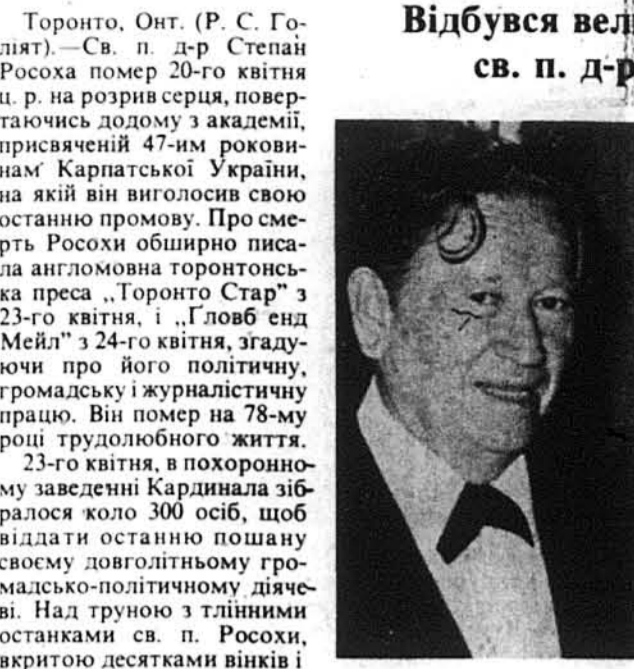 Відбувся
св. п. д-р
Торонто, Онт. (Р. С. Го-
ліят).—Св. п. д-р Степан
Росоха помер 20-го квітня
ц. р. на розрив серця, повер-
таючись додому з академії,
присвяченій 47-им рокови-
нам Карпатської України,
на якій він виголосив свою
останню промову. Про сме-
рть Росохи обширно писа-
ла англомовна торонтонсь-
ка преса „Торонто Стар” з
23-го квітня, і „Ґловб енд
Мейл” з 24-го квітня, згаду-
ючи про його політичну,
громадську і журналістичну
працю. Він помер на 78-му
році трудолюбного життя.
23-го квітня, в похоронно-
му заведенні Кардинала зіб-
ралося коло 300 осіб, щоб
віддати останню пошану
своєму довголітньому гро-
мадсько-політичному діяче-
ві. Над труною з тлінними
останками св. п. Росохи,
вкритою десятками вінків і